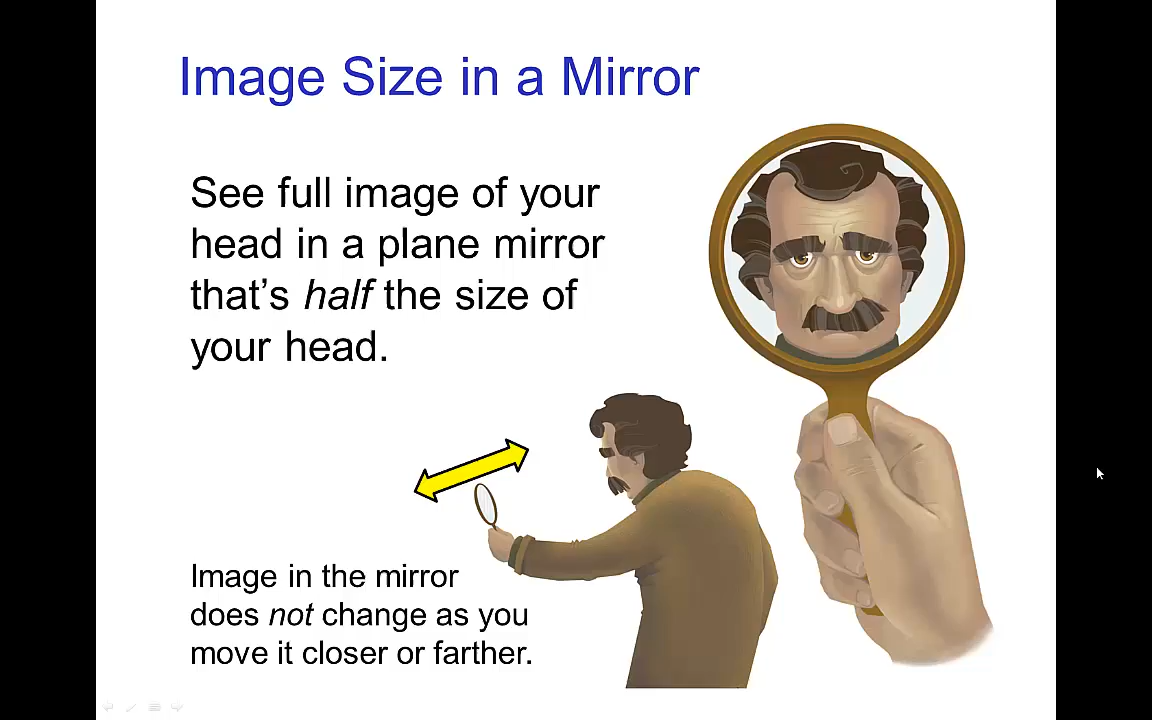 Image Size in a Mirror
See full image of your
head in a plane mirror
that’s half the size of
your head.
Image in the mirror
does not change as you
move it closer or farther.